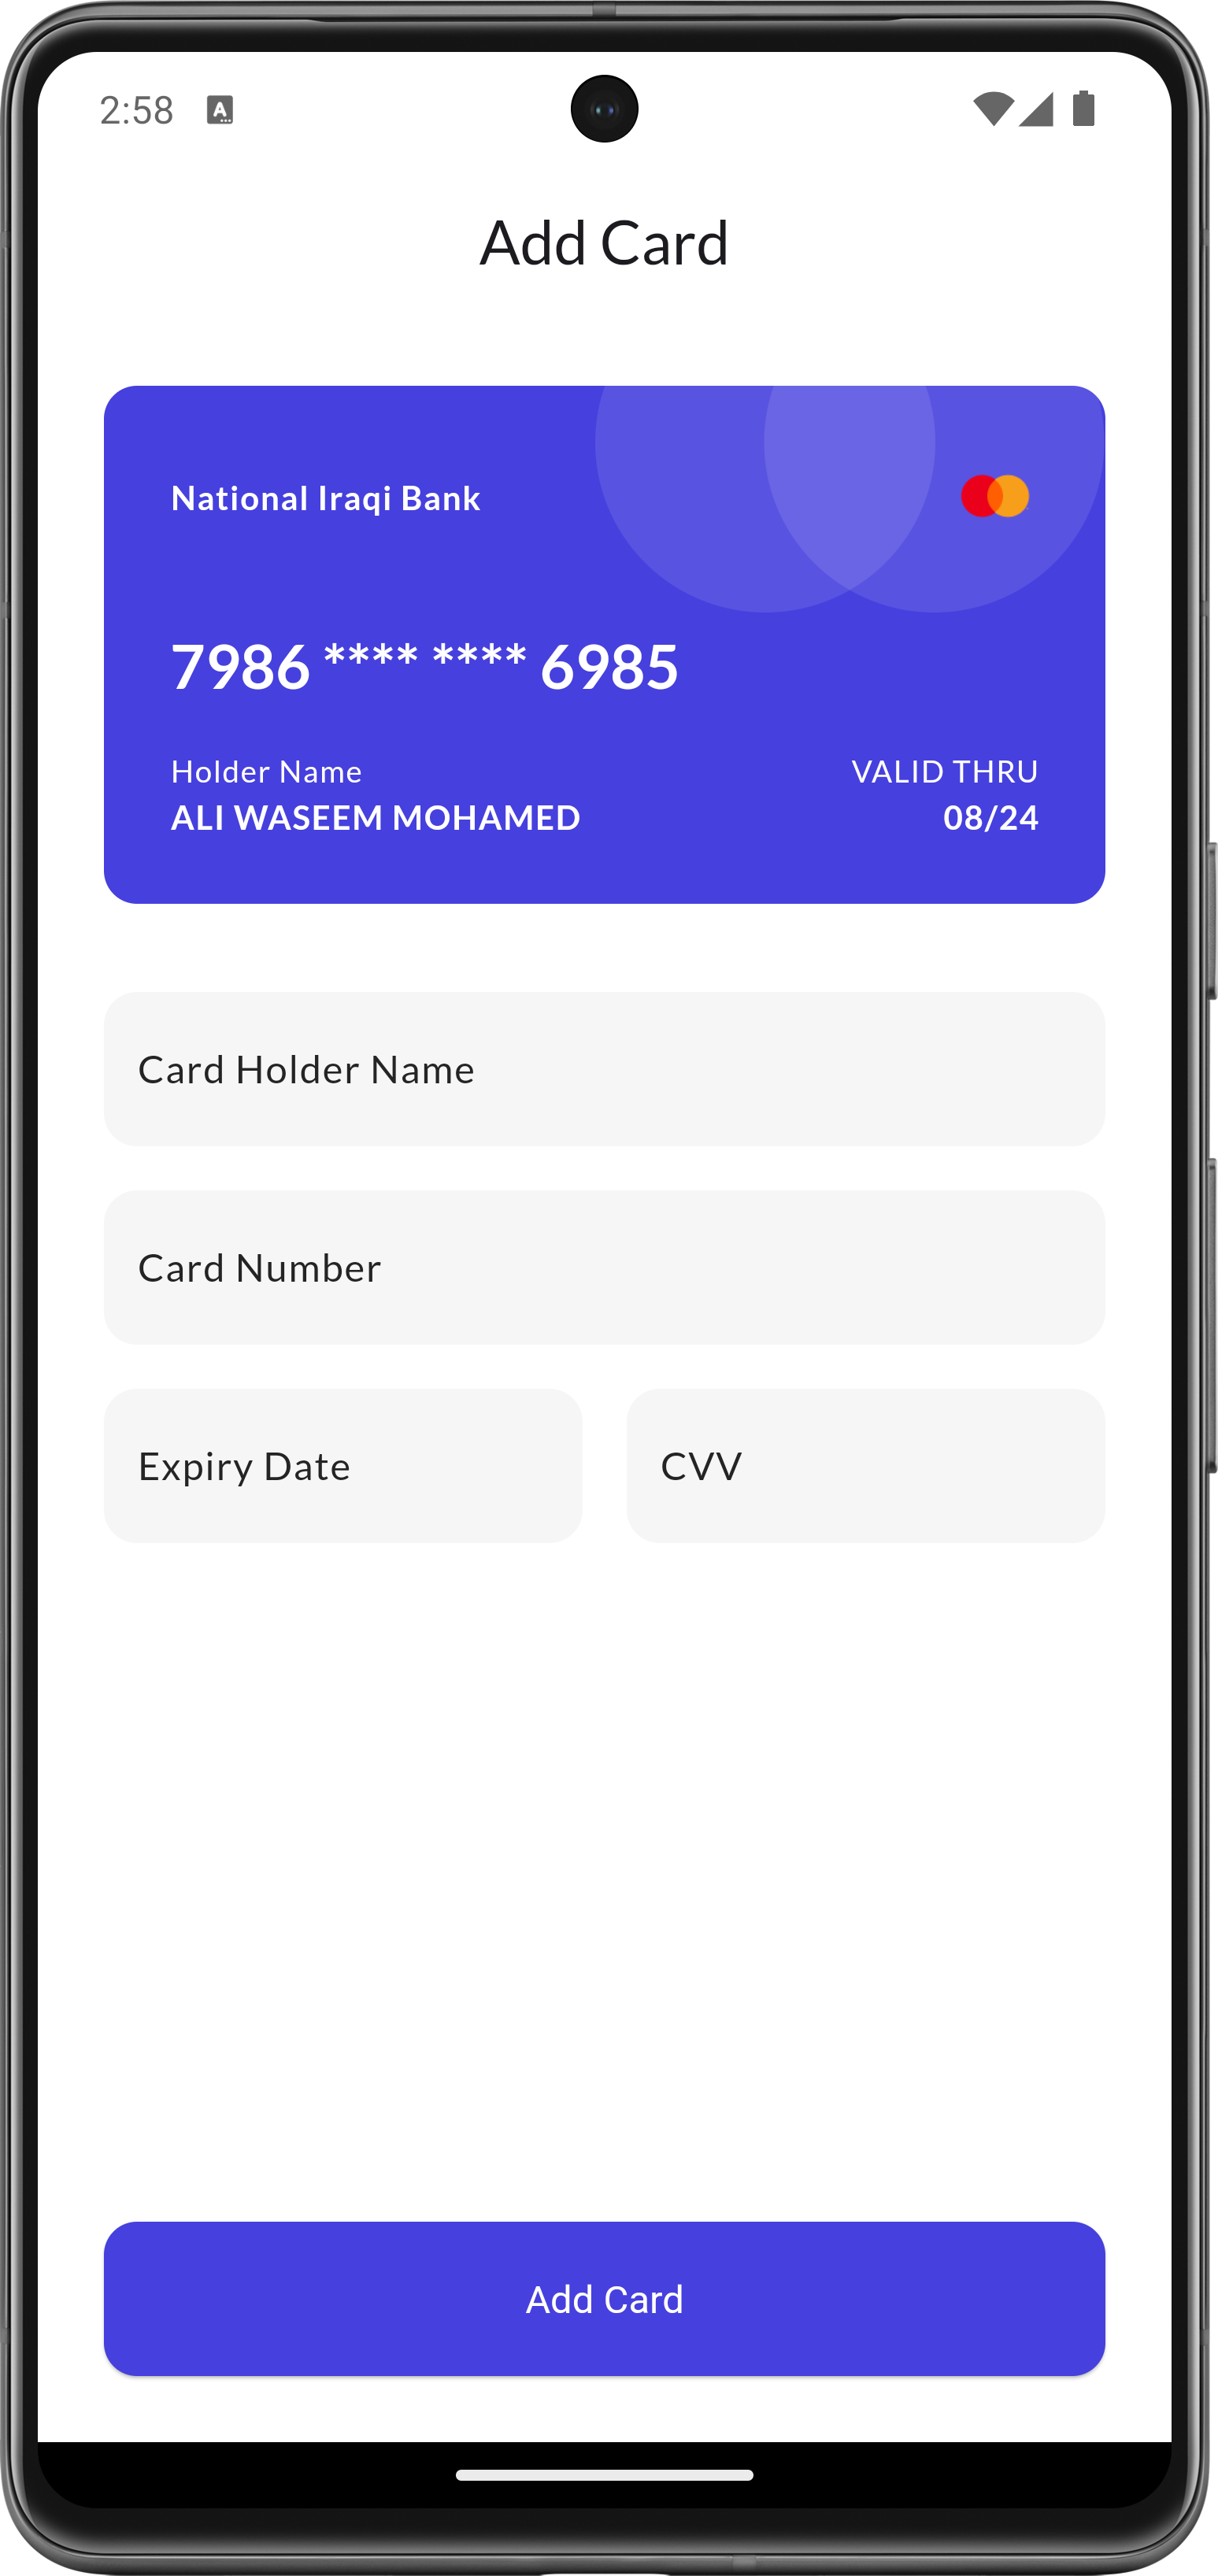 2:58
Add Card
National Iraqi Bank
7986 **** **** 6985
Holder Name VALID THRU
ALI WASEEM MOHAMED 08/24
Card Holder Name
Card Number
Expiry Date CVV
Add Card